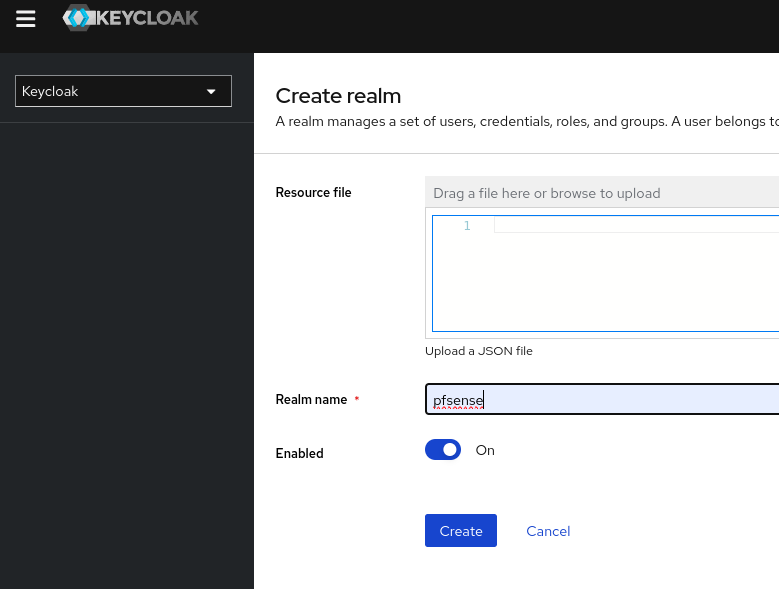 KEYCLOAK
Keycloak
Create realm
A realm manages a set of users, credentials, roles, and groups. A user belongs to
Resource file
Drag a file here or browse to upload
1
Upload a JSON file
Realm name *
pfsense
Enabled
On
Create
Cancel